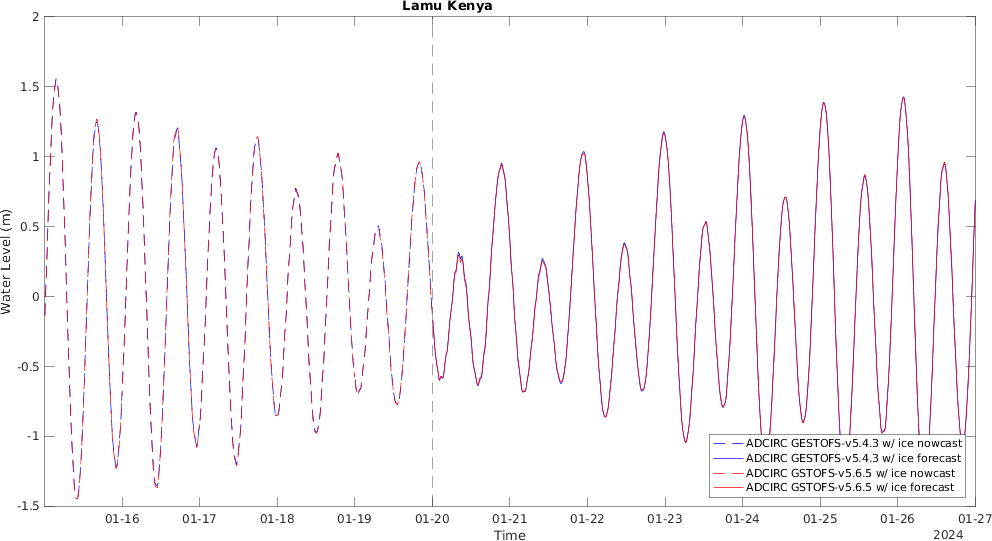 Lamu Kenya
Water Level (m)
2
1.5
1
0.5
0
-0.5
-1
-1.5
01-16 01-17 01-18 01-19 01-20 01-21 01-22 01-23 01-24 01-25 01-26 01-27
Time
2024
ADCIRC GESTOFS-v5.4.3 w/ ice nowcast
ADCIRC GESTOFS-v5.4.3 w/ ice forecast
ADCIRC GSTOFS-v5.6.5 w/ ice nowcast
ADCIRC GSTOFS-v5.6.5 w/ ice forecast